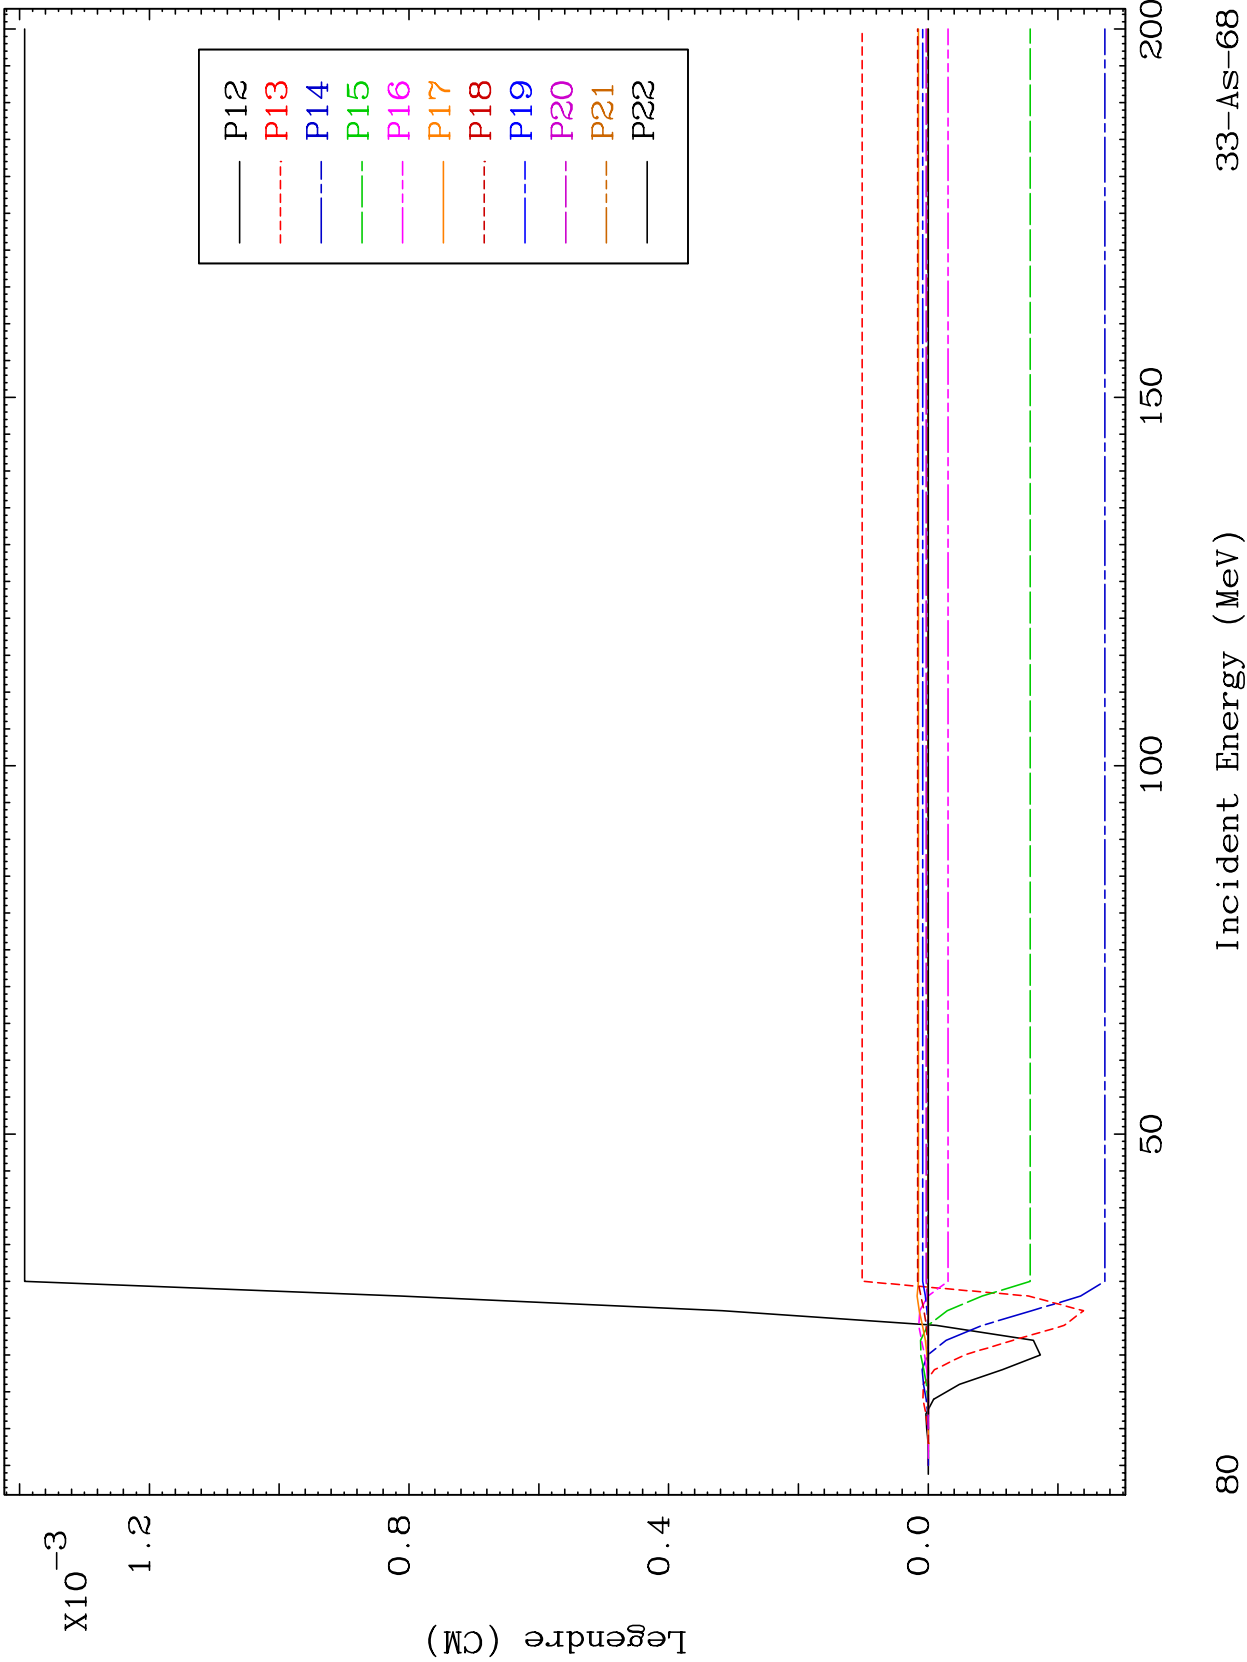 X10-3
1.2
0.8
0.4
0.0
Legendre (CM)
P12
P13
P14
P15
P16
P17
P18
P19
P20
P21
P22
50
100
150
200
Incident Energy (MeV)
80
33-As-68